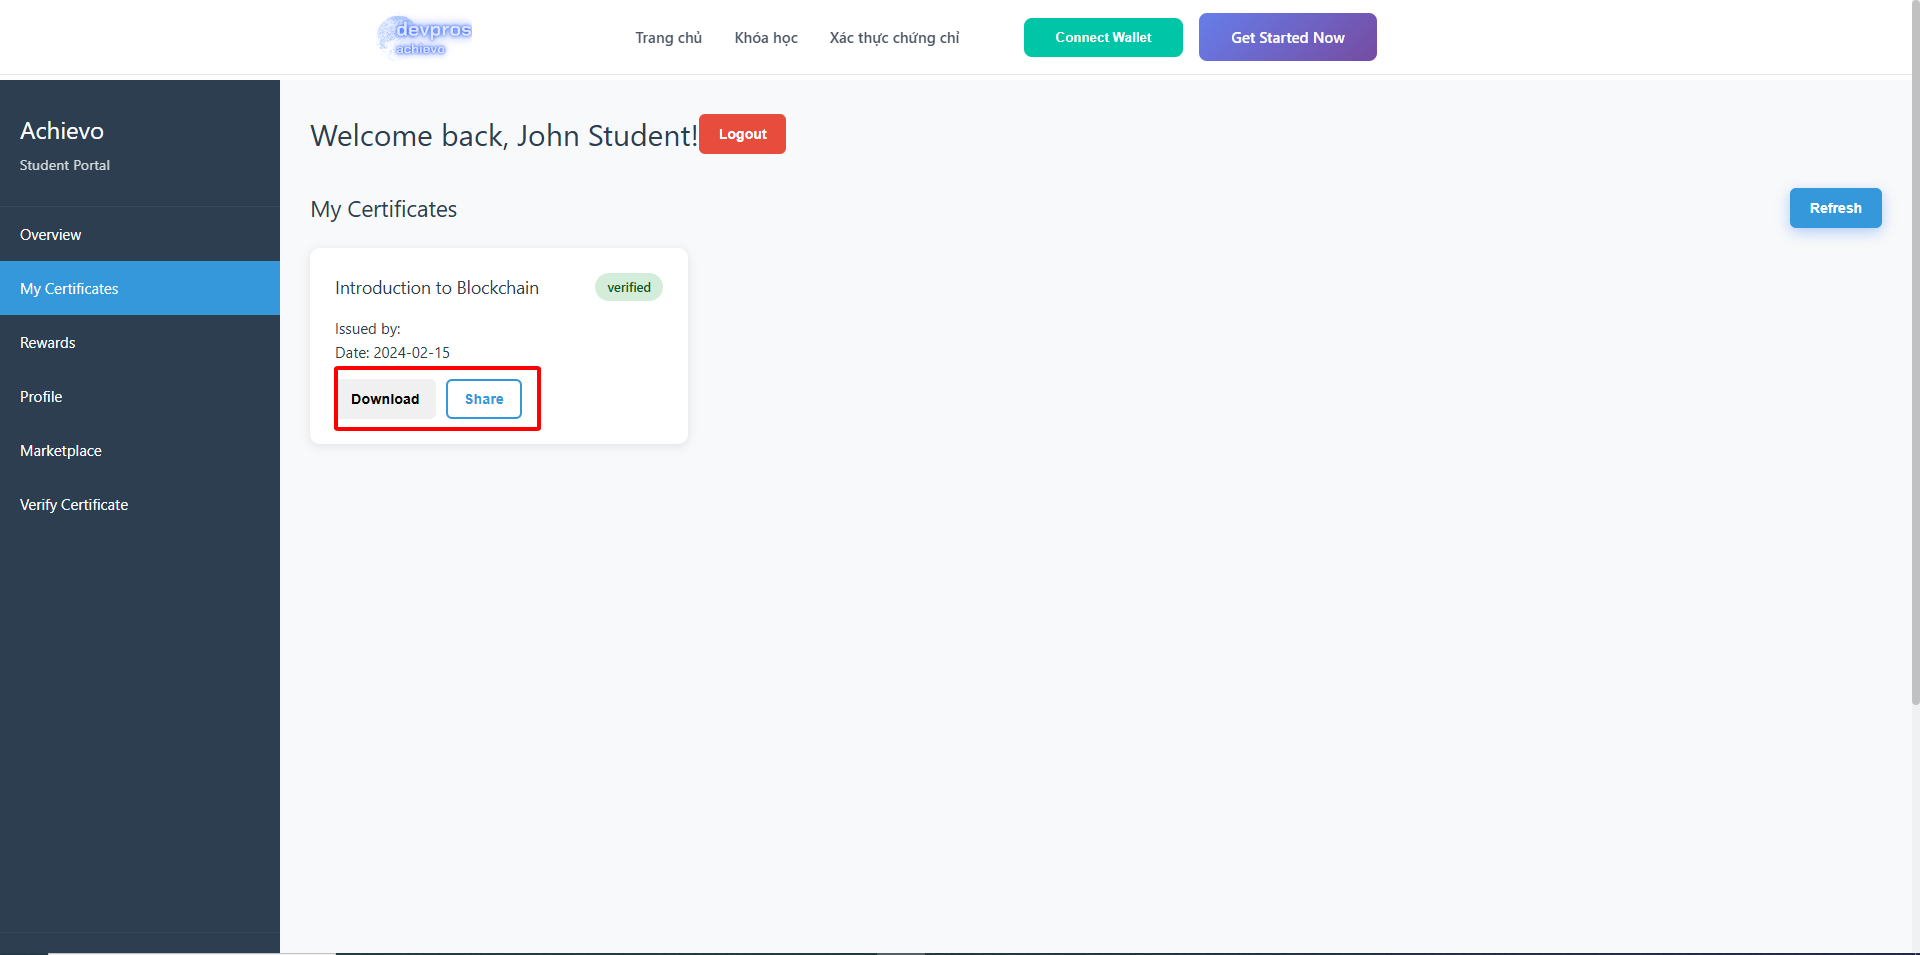 devpros
achievo
Trang chủ
Khóa học
Xác thực chứng chỉ
Connect Wallet
Get Started Now
Achievo
Student Portal
Overview
My Certificates
Rewards
Profile
Marketplace
Verify Certificate
Welcome back, John Student!
Logout
My Certificates
Refresh
Introduction to Blockchain
verified
Issued by:
Date: 2024-02-15
Download
Share